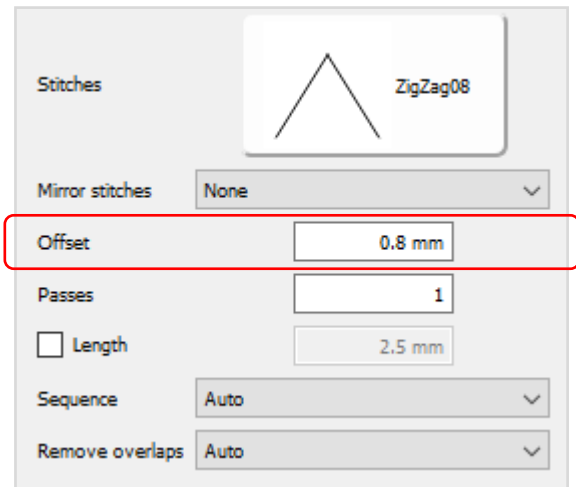 Stitches ZigZag08
Mirror stitches None
Offset 0.8 mm
Passes 1
Length 2.5 mm
Sequence Auto
Remove overlaps Auto